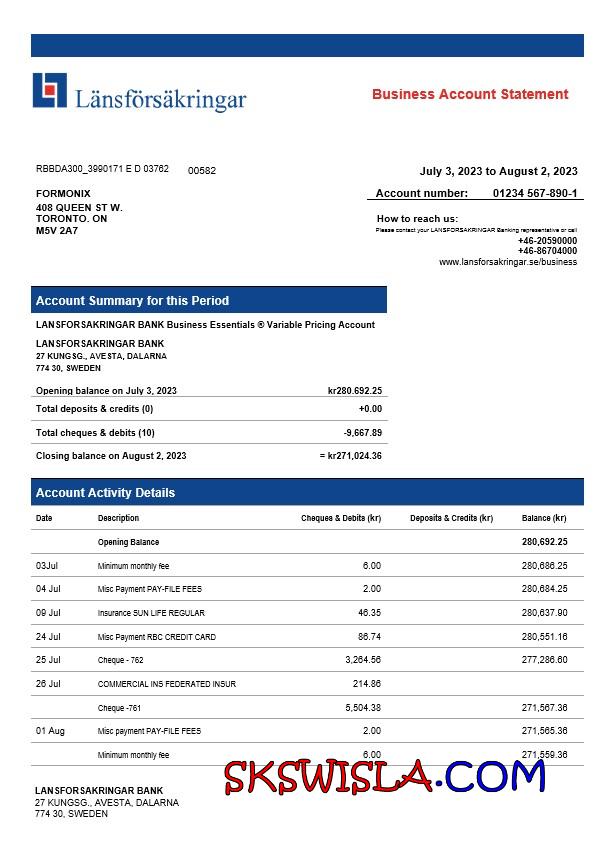 Länsförsäkringar
Business Account Statement
RBBDA300_3990171 E D 03762 00582
July 3, 2023 to August 2, 2023
FORMONIX
Account number: 01234 567-890-1
408 QUEEN ST W.
TORONTO. ON
M5V 2A7
How to reach us:
Please contact your LANSFORSAKRINGAR Banking representative or call
+46-20590000
+46-86704000
www.lansforsakringar.se/business
Account Summary for this Period
LANSFORSAKRINGAR BANK Business Essentials ® Variable Pricing Account
LANSFORSAKRINGAR BANK
27 KUNGSG., AVESTA, DALARNA
774 30, SWEDEN
Opening balance on July 3, 2023 kr280.692.25
Total deposits & credits (0) +0.00
Total cheques & debits (10) -9,667.89
Closing balance on August 2, 2023 = kr271,024.36
Account Activity Details
Date Description Cheques & Debits (kr) Deposits & Credits (kr) Balance (kr)
Opening Balance 280,692.25
03Jul Minimum monthly fee 6.00 280,686.25
04 Jul Misc Payment PAY-FILE FEES 2.00 280,684.25
09 Jul Insurance SUN LIFE REGULAR 46.35 280,637.90
24 Jul Misc Payment RBC CREDIT CARD 86.74 280,551.16
25 Jul Cheque - 762 3,264.56 277,286.60
26 Jul COMMERCIAL INS FEDERATED INSUR 214.86
Cheque -761 5,504.38 271,567.36
01 Aug Misc payment PAY-FILE FEES 2.00 271,565.36
Minimum monthly fee 6.00 271,559.36
SKSWISLA.COM
LANSFORSAKRINGAR BANK
27 KUNGSG., AVESTA, DALARNA
774 30, SWEDEN